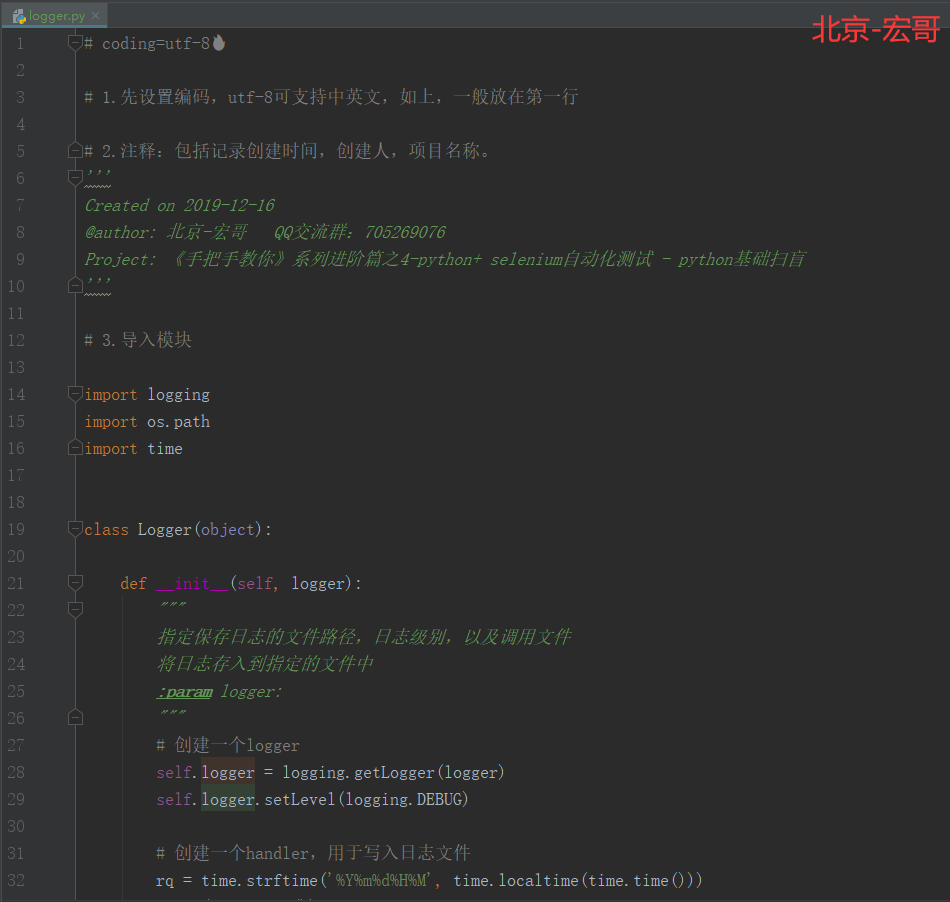 logger.py
北京-宏哥
1 # coding=utf-8
2
3 # 1.先设置编码，utf-8可支持中英文，如上，一般放在第一行
4
5 # 2.注释：包括记录创建时间，创建人，项目名称。
6 '''
7 Created on 2019-12-16
8 @author: 北京-宏哥   QQ交流群：705269076
9 Project: 《手把手教你》系列进阶篇之4-python+ selenium自动化测试 - python基础扫盲
10 '''
11
12 # 3.导入模块
13
14 import logging
15 import os.path
16 import time
17
18
19 class Logger(object):
20
21     def __init__(self, logger):
22         """
23         指定保存日志的文件路径，日志级别，以及调用文件
24         将日志存入到指定的文件中
25         :param logger:
26         """
27         # 创建一个logger
28         self.logger = logging.getLogger(logger)
29         self.logger.setLevel(logging.DEBUG)
30
31         # 创建一个handler，用于写入日志文件
32         rq = time.strftime('%Y%m%d%H%M', time.localtime(time.time()))